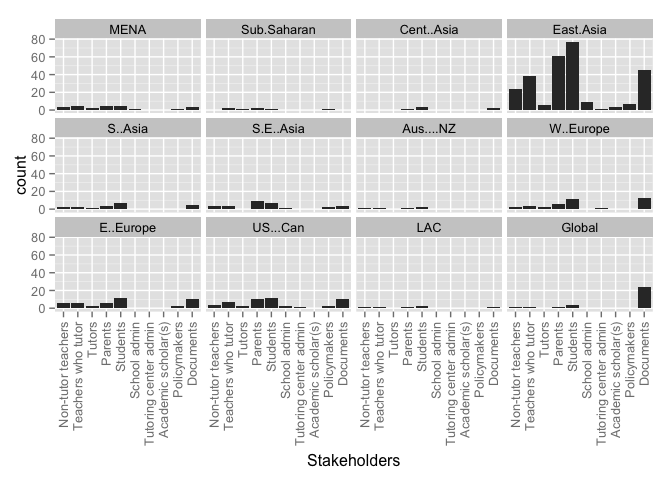 MENA Sub.Saharan Cent..Asia East.Asia
80
60
40
20
0
S..Asia S.E..Asia Aus....NZ W..Europe
80
60
40
20
0
count
E..Europe US...Can LAC Global
80
60
40
20
0
Non-tutor teachers Teachers who tutor Tutors Parents Students School admin Tutoring center admin Academic scholar(s) Policymakers Documents
Non-tutor teachers Teachers who tutor Tutors Parents Students School admin Tutoring center admin Academic scholar(s) Policymakers Documents
Non-tutor teachers Teachers who tutor Tutors Parents Students School admin Tutoring center admin Academic scholar(s) Policymakers Documents
Non-tutor teachers Teachers who tutor Tutors Parents Students School admin Tutoring center admin Academic scholar(s) Policymakers Documents
Stakeholders